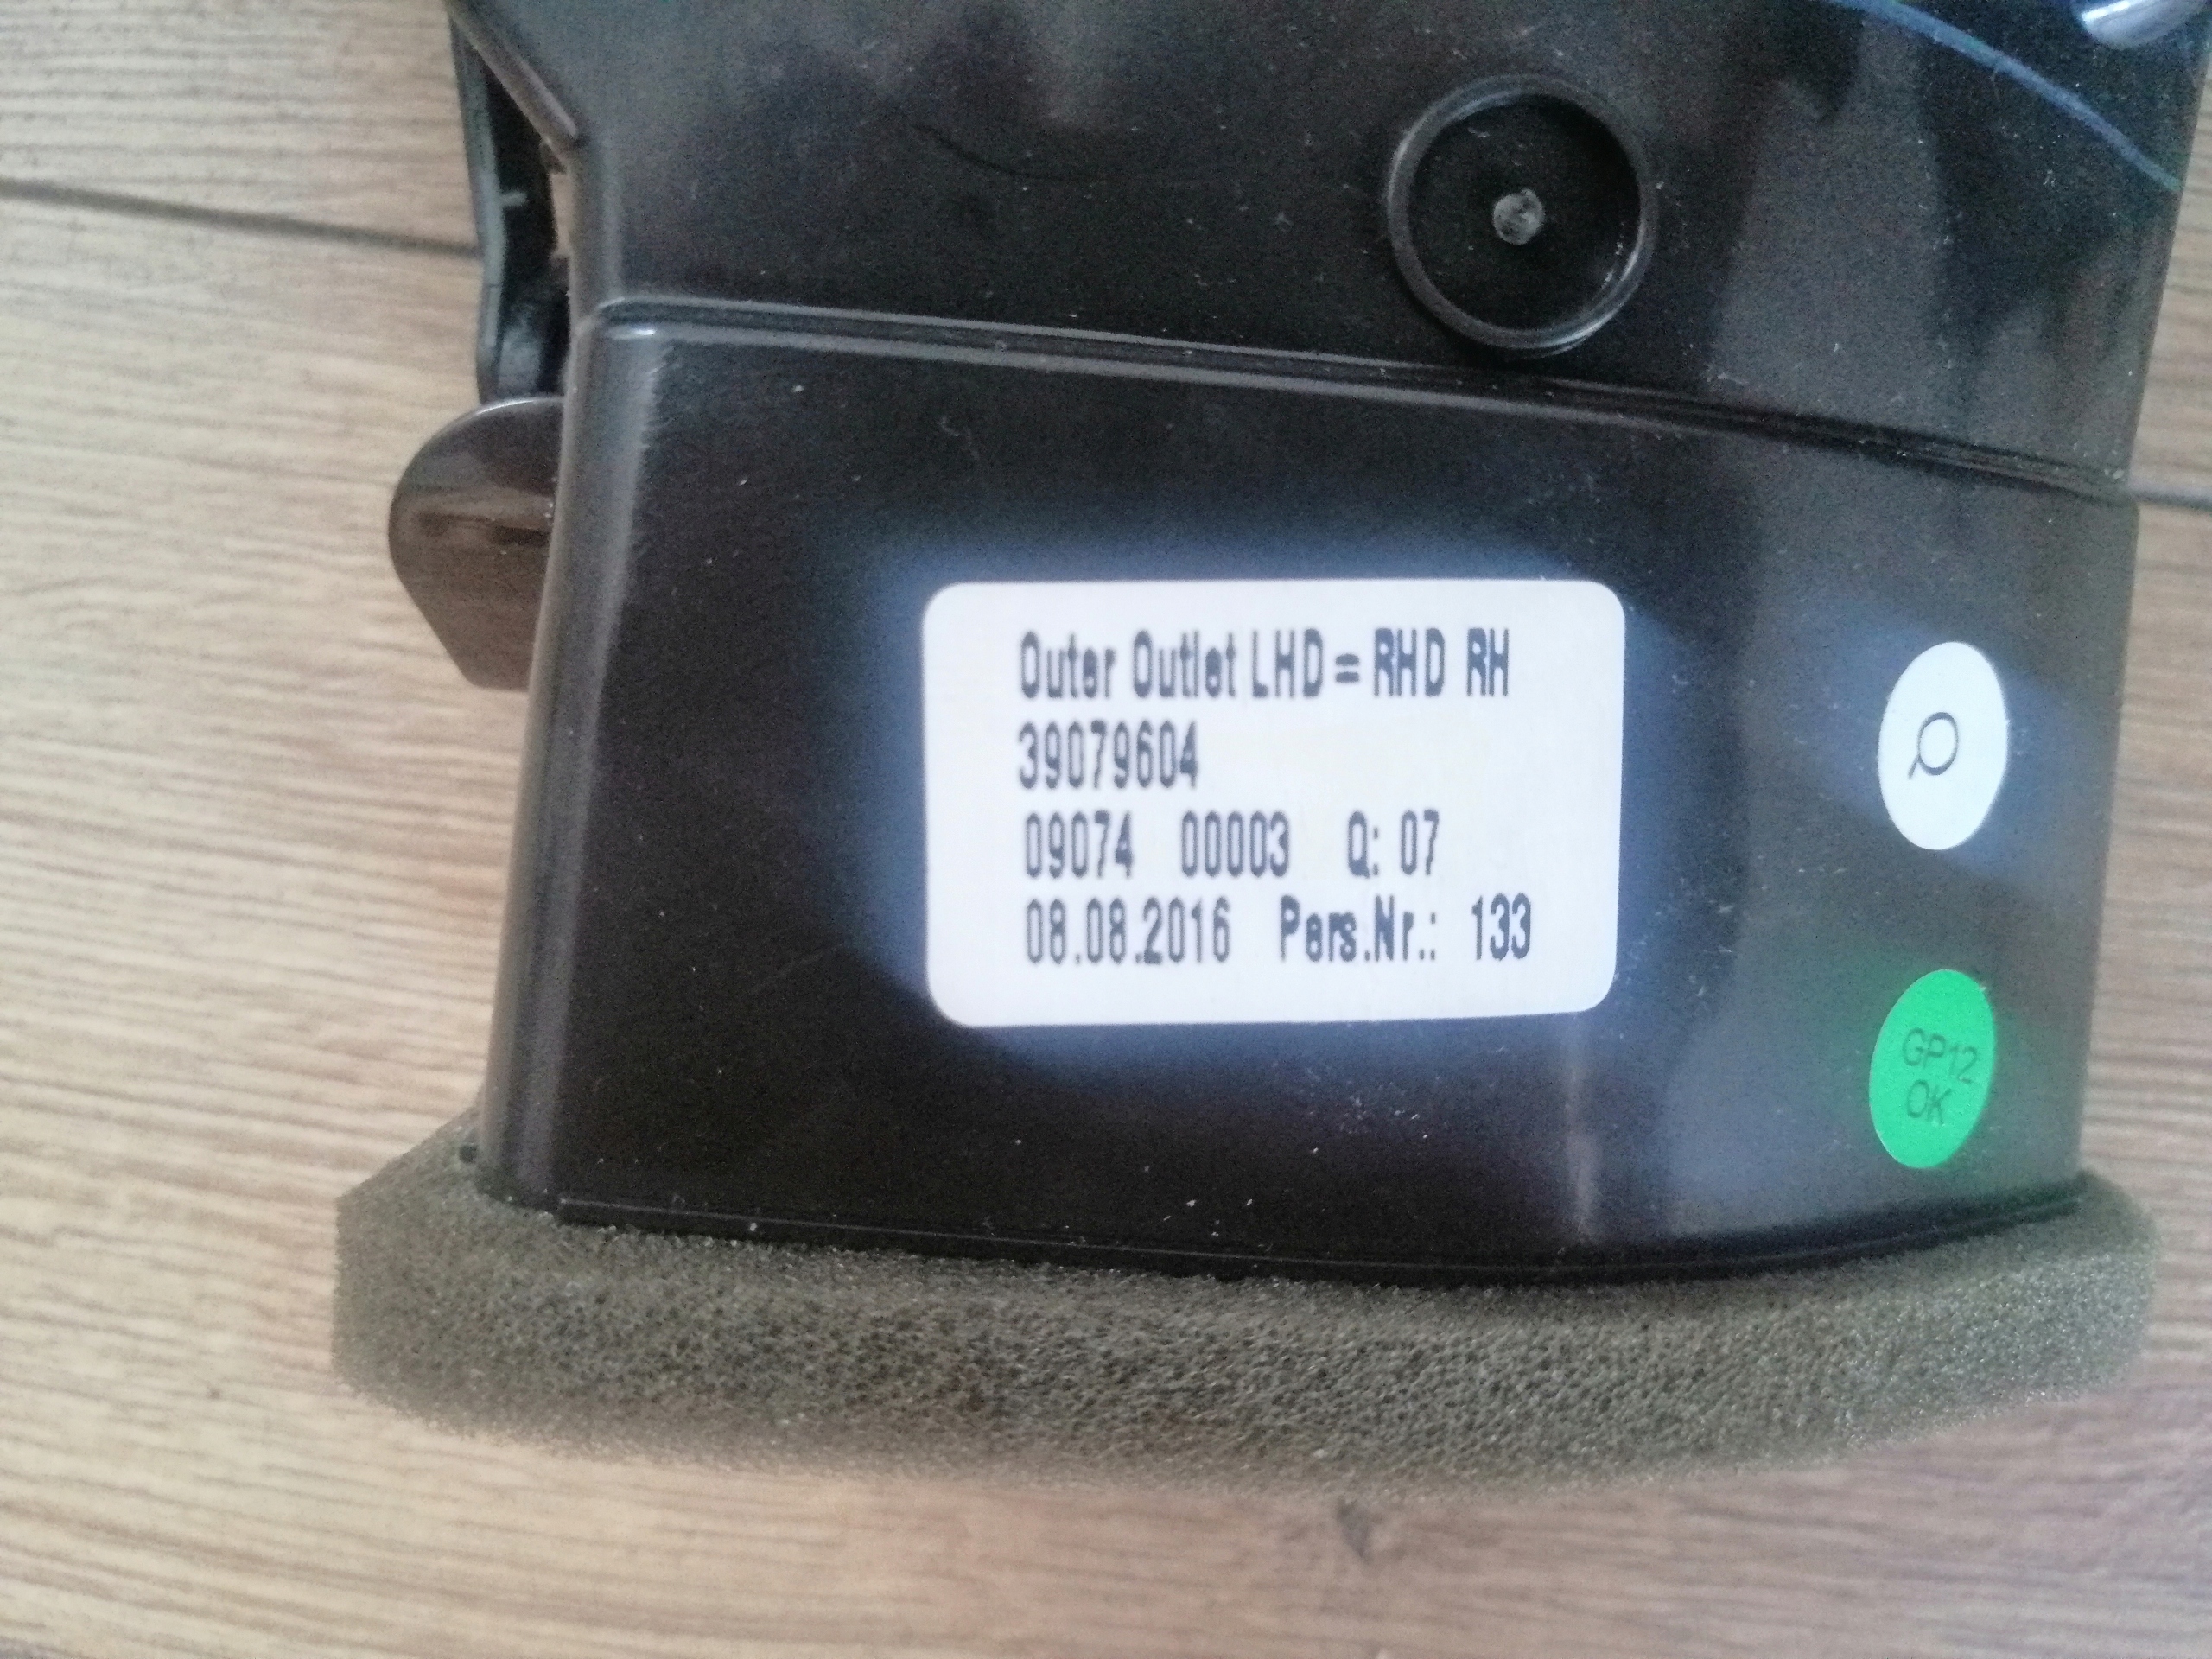 Outer Outlet LHD = RHD RH
39079604
09074 00003 Q: 07
08.08.2016 Pers.Nr.: 133
GP12
OK